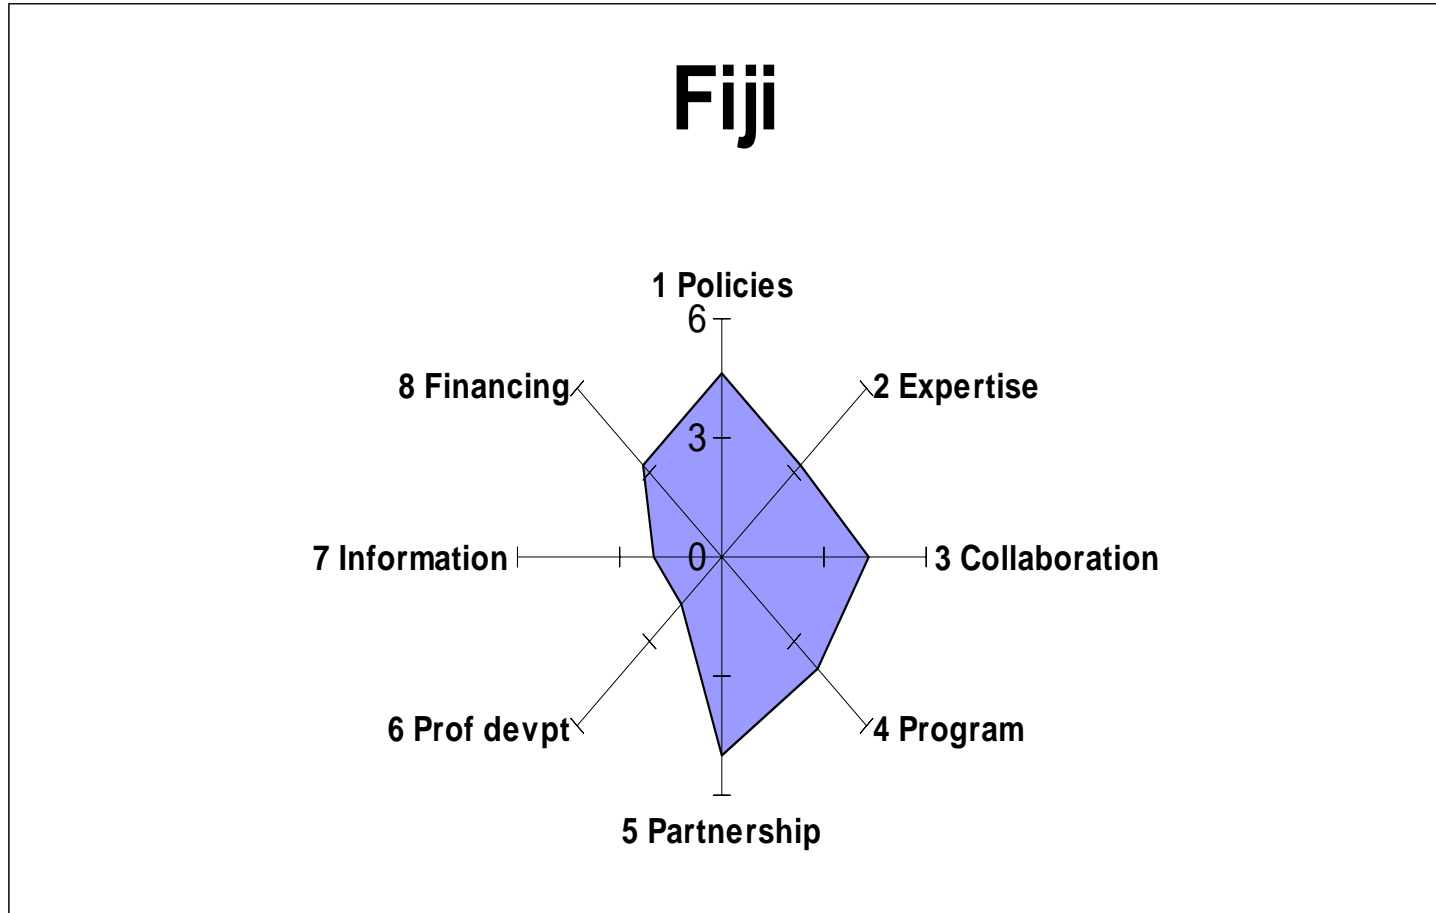 Fiji
1 Policies
6
8 Financing
2 Expertise
3
7 Information
0
3 Collaboration
6 Prof devpt
4 Program
5 Partnership